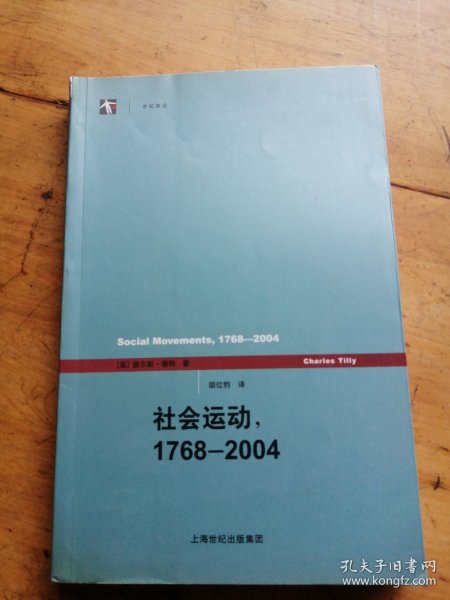 世纪前沿
Social Movements, 1768—2004
[美] 查尔斯·蒂利 著
Charles Tilly
胡位钧 译
社会运动,
1768—2004
上海世纪出版集团
孔夫子旧书网
www.kongfz.com